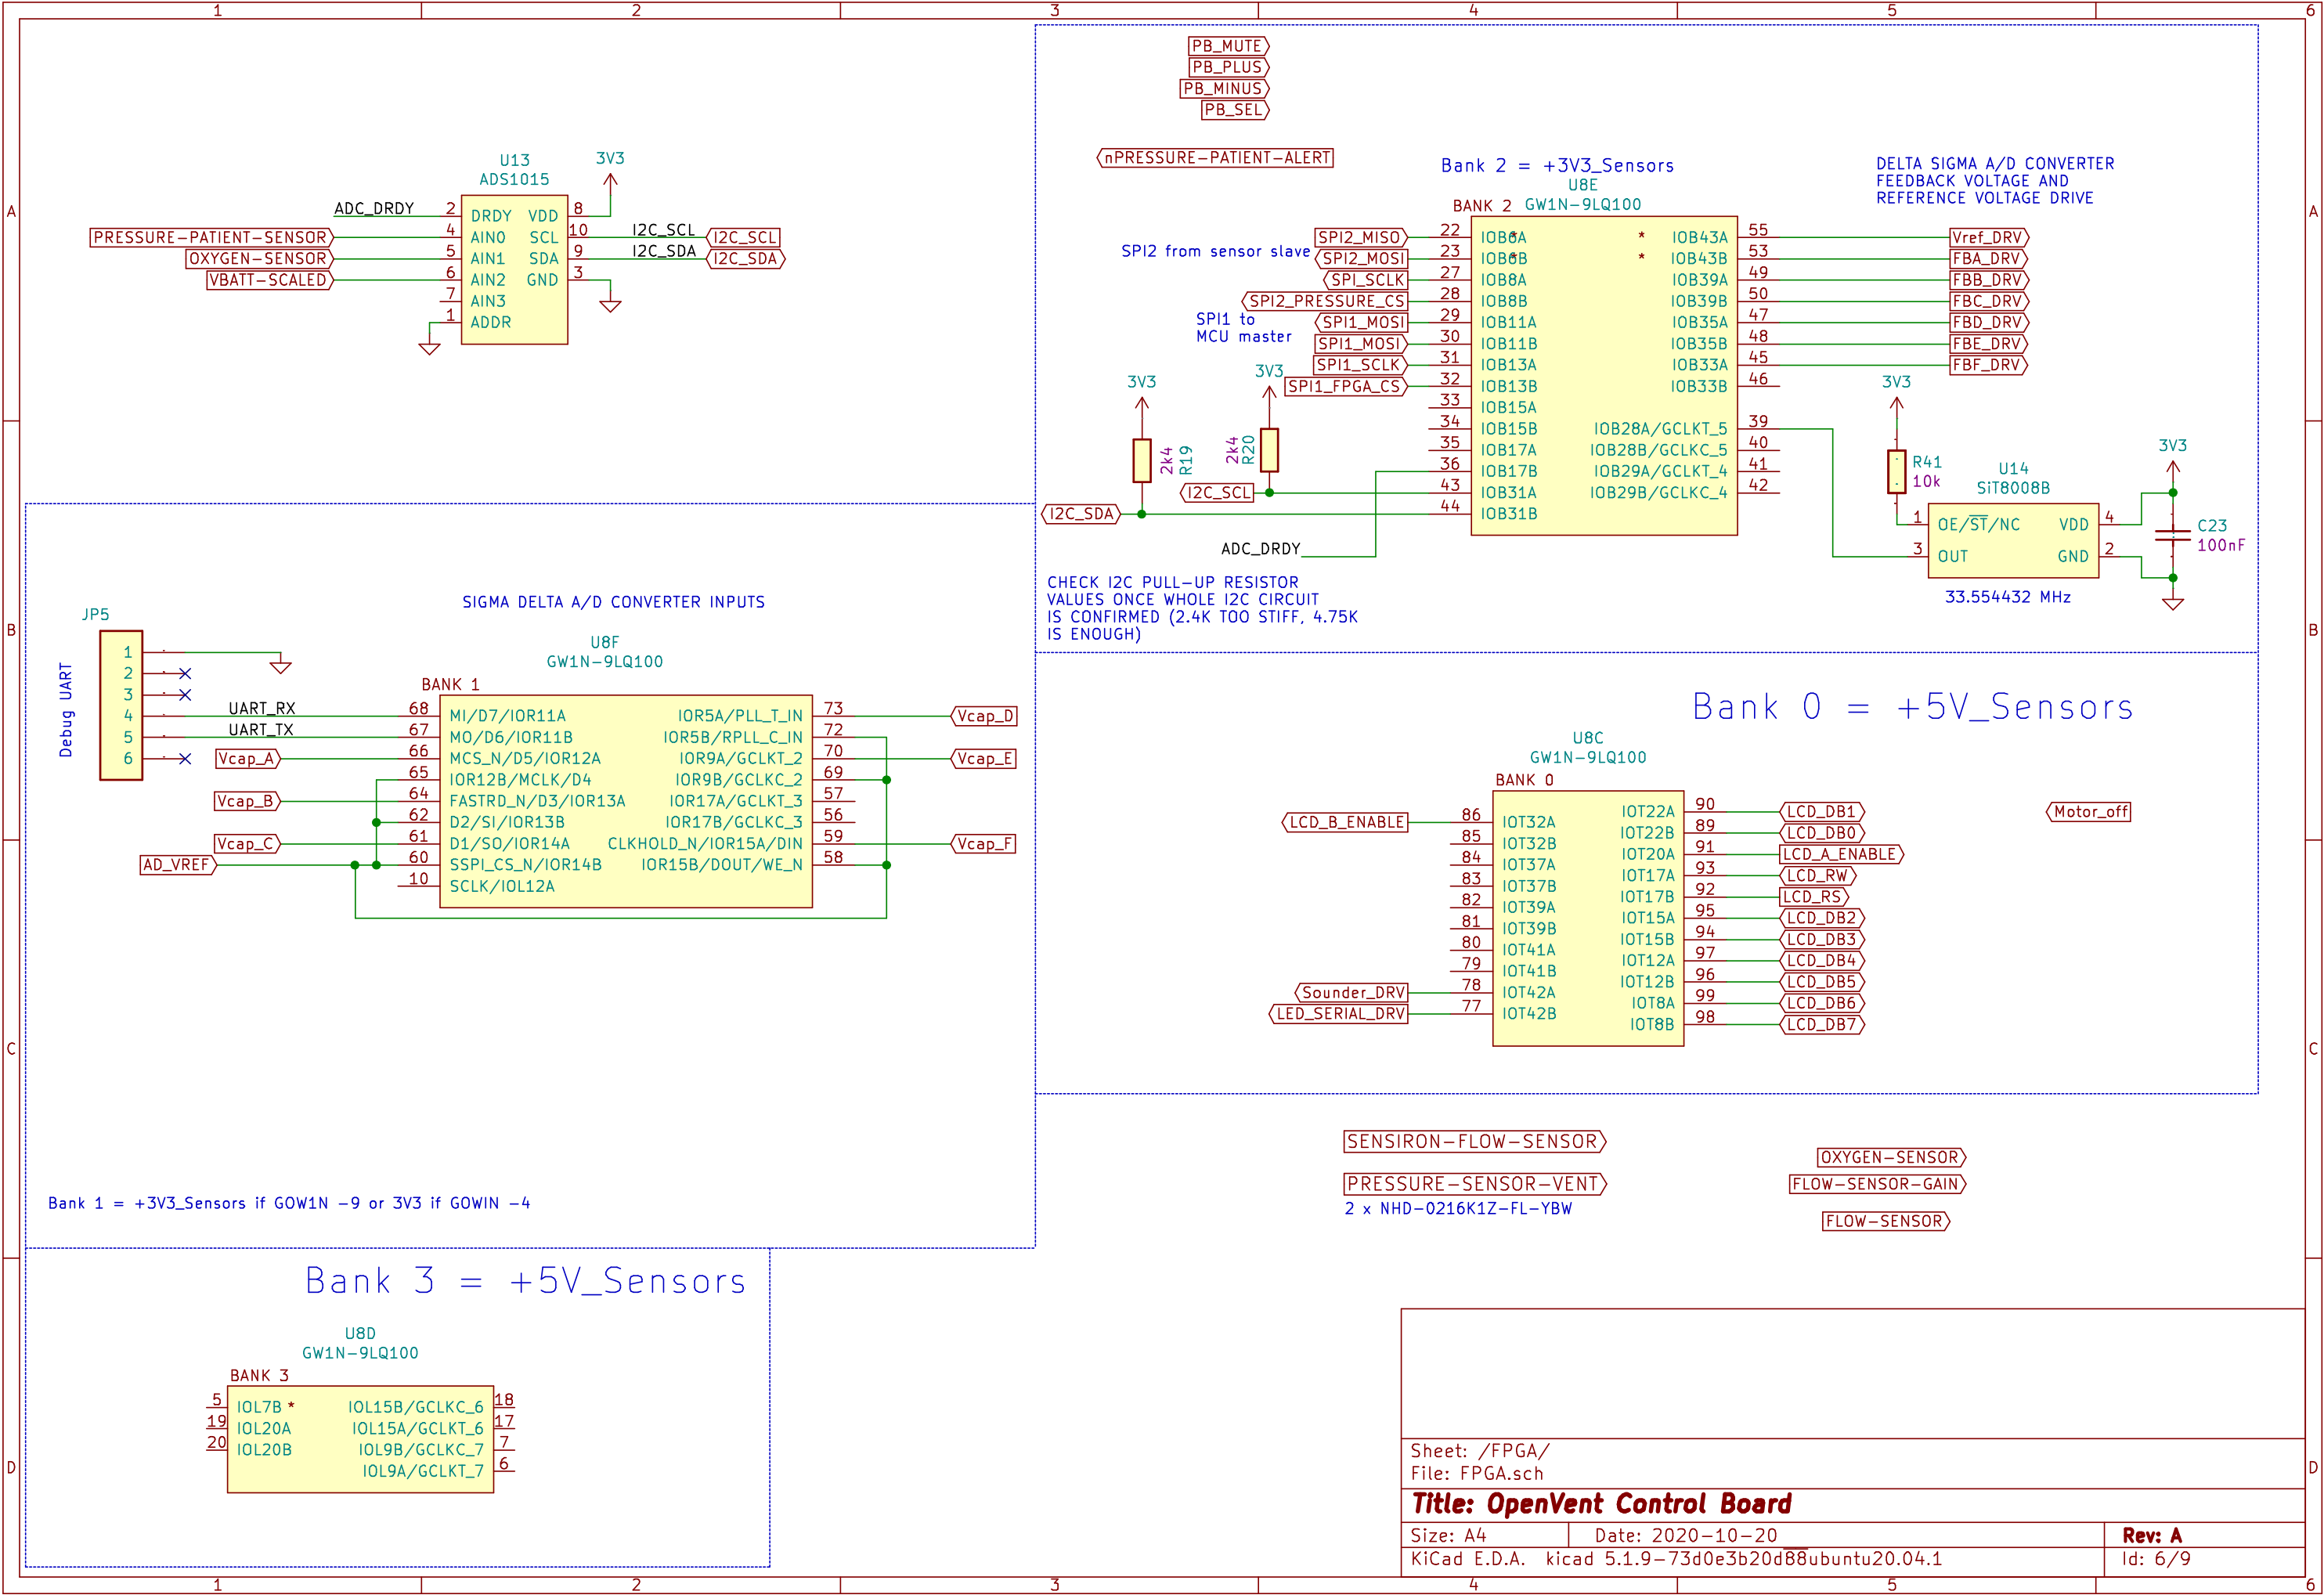 1 2 3 4 5 6
A
B
C
D
PB_MUTE
PB_PLUS
PB_MINUS
PB_SEL
nPRESSURE-PATIENT-ALERT
U13
ADS1015
3V3
ADC_DRDY
PRESSURE-PATIENT-SENSOR
OXYGEN-SENSOR
VBATT-SCALED
2 DRDY VDD 8
4 AIN0 SCL 10
5 AIN1 SDA 9
6 AIN2 GND 3
7 AIN3
1 ADDR
I2C_SCL I2C_SCL
I2C_SDA I2C_SDA
Bank 2 = +3V3_Sensors
U8E
GW1N-9LQ100
BANK 2
DELTA SIGMA A/D CONVERTER
FEEDBACK VOLTAGE AND
REFERENCE VOLTAGE DRIVE
SPI2 from sensor slave
SPI1 to
MCU master
SPI2_MISO 22 IOB6A * * IOB43A 55 Vref_DRV
SPI2_MOSI 23 IOB6B * * IOB43B 53 FBA_DRV
SPI_SCLK 27 IOB8A IOB39A 49 FBB_DRV
SPI2_PRESSURE_CS 28 IOB8B IOB39B 50 FBC_DRV
SPI1_MOSI 29 IOB11A IOB35A 47 FBD_DRV
SPI1_MOSI 30 IOB11B IOB35B 48 FBE_DRV
SPI1_SCLK 31 IOB13A IOB33A 45 FBF_DRV
SPI1_FPGA_CS 32 IOB13B IOB33B 46
33 IOB15A
34 IOB15B IOB28A/GCLKT_5 39
35 IOB17A IOB28B/GCLKC_5 40
36 IOB17B IOB29A/GCLKT_4 41
I2C_SCL 43 IOB31A IOB29B/GCLKC_4 42
I2C_SDA 44 IOB31B
3V3
2k4
R19
3V3
2k4
R20
ADC_DRDY
CHECK I2C PULL-UP RESISTOR
VALUES ONCE WHOLE I2C CIRCUIT
IS CONFIRMED (2.4K TOO STIFF, 4.75K
IS ENOUGH)
3V3
R41
10k
U14
SiT8008B
1 OE/ST/NC VDD 4
3 OUT GND 2
33.554432 MHz
3V3
C23
100nF
SIGMA DELTA A/D CONVERTER INPUTS
JP5
Debug UART
1
2
3
4
5
6
UART_RX
UART_TX
U8F
GW1N-9LQ100
BANK 1
68 MI/D7/IOR11A IOR5A/PLL_T_IN 73 Vcap_D
67 MO/D6/IOR11B IOR5B/RPLL_C_IN 72
Vcap_A 66 MCS_N/D5/IOR12A IOR9A/GCLKT_2 70 Vcap_E
65 IOR12B/MCLK/D4 IOR9B/GCLKC_2 69
Vcap_B 64 FASTRD_N/D3/IOR13A IOR17A/GCLKT_3 57
62 D2/SI/IOR13B IOR17B/GCLKC_3 56
Vcap_C 61 D1/SO/IOR14A CLKHOLD_N/IOR15A/DIN 59 Vcap_F
AD_VREF 60 SSPI_CS_N/IOR14B IOR15B/DOUT/WE_N 58
10 SCLK/IOL12A
Bank 1 = +3V3_Sensors if GOW1N -9 or 3V3 if GOWIN -4
Bank 0 = +5V_Sensors
U8C
GW1N-9LQ100
BANK 0
LCD_B_ENABLE 86 IOT32A
85 IOT32B
84 IOT37A
83 IOT37B
82 IOT39A
81 IOT39B
80 IOT41A
79 IOT41B
Sounder_DRV 78 IOT42A
LED_SERIAL_DRV 77 IOT42B
IOT22A 90 LCD_DB1
IOT22B 89 LCD_DB0
IOT20A 91 LCD_A_ENABLE
IOT17A 93 LCD_RW
IOT17B 92 LCD_RS
IOT15A 95 LCD_DB2
IOT15B 94 LCD_DB3
IOT12A 97 LCD_DB4
IOT12B 96 LCD_DB5
IOT8A 99 LCD_DB6
IOT8B 98 LCD_DB7
Motor_off
SENSIRON-FLOW-SENSOR
PRESSURE-SENSOR-VENT
2 x NHD-0216K1Z-FL-YBW
OXYGEN-SENSOR
FLOW-SENSOR-GAIN
FLOW-SENSOR
Bank 3 = +5V_Sensors
U8D
GW1N-9LQ100
BANK 3
5 IOL7B * IOL15B/GCLKC_6 18
19 IOL20A IOL15A/GCLKT_6 17
20 IOL20B IOL9B/GCLKC_7 7
IOL9A/GCLKT_7 6
Sheet: /FPGA/
File: FPGA.sch
Title: OpenVent Control Board
Size: A4 Date: 2020-10-20 Rev: A
KiCad E.D.A. kicad 5.1.9-73d0e3b20d88ubuntu20.04.1 Id: 6/9
A
B
C
D
1 2 3 4 5 6